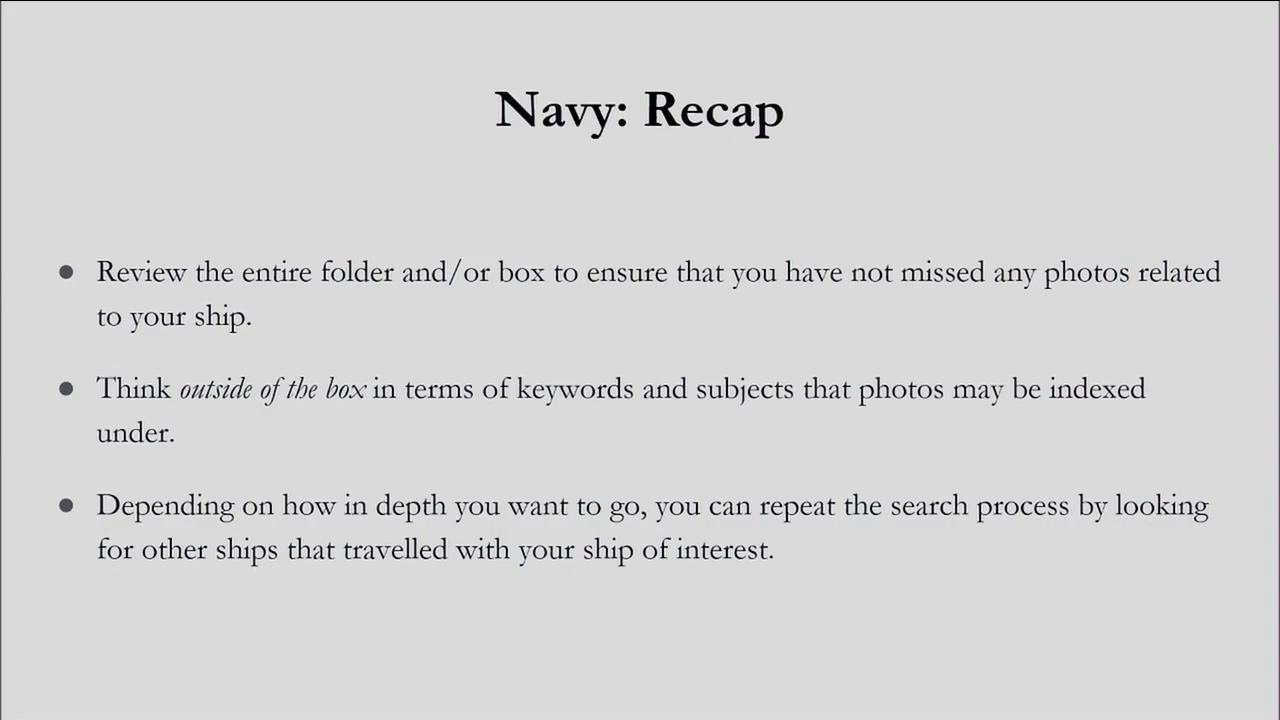 Navy: Recap
● Review the entire folder and/or box to ensure that you have not missed any photos related
to your ship.
● Think outside of the box in terms of keywords and subjects that photos may be indexed
under.
● Depending on how in depth you want to go, you can repeat the search process by looking
for other ships that travelled with your ship of interest.